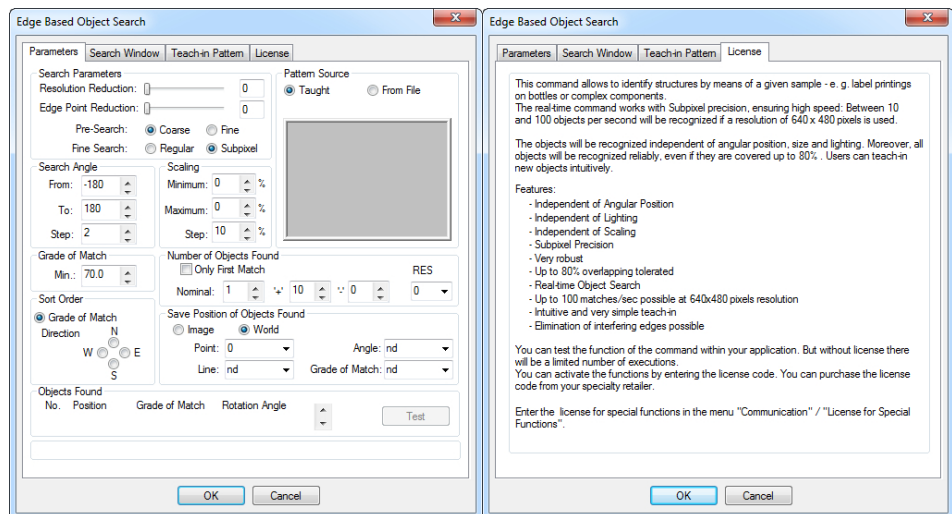 Edge Based Object Search
Parameters Search Window Teach-in Pattern License
Search Parameters
Resolution Reduction: 0
Edge Point Reduction: 0
Pre-Search: Coarse Fine
Fine Search: Regular Subpixel
Pattern Source
Taught From File
Search Angle
From: -180
To: 180
Step: 2
Scaling
Minimum: 0 %
Maximum: 0 %
Step: 10 %
Grade of Match
Min.: 70.0
Number of Objects Found
Only First Match RES
Nominal: 1 '+' 10 '-' 0 0
Sort Order
Grade of Match
Direction N
W E
S
Save Position of Objects Found
Image World
Point: 0 Angle: nd
Line: nd Grade of Match: nd
Objects Found
No. Position Grade of Match Rotation Angle
Test
OK Cancel
Edge Based Object Search
Parameters Search Window Teach-in Pattern License
This command allows to identify structures by means of a given sample - e. g. label printings
on bottles or complex components.
The real-time command works with Subpixel precision, ensuring high speed: Between 10
and 100 objects per second will be recognized if a resolution of 640 x 480 pixels is used.
The objects will be recognized independent of angular position, size and lighting. Moreover, all
objects will be recognized reliably, even if they are covered up to 80% . Users can teach-in
new objects intuitively.
Features:
- Independent of Angular Position
- Independent of Lighting
- Independent of Scaling
- Subpixel Precision
- Very robust
- Up to 80% overlapping tolerated
- Real-time Object Search
- Up to 100 matches/sec possible at 640x480 pixels resolution
- Intuitive and very simple teach-in
- Elimination of interfering edges possible
You can test the function of the command within your application. But without license there
will be a limited number of executions.
You can activate the functions by entering the license code. You can purchase the license
code from your specialty retailer.
Enter the license for special functions in the menu "Communication" / "License for Special
Functions".
OK Cancel